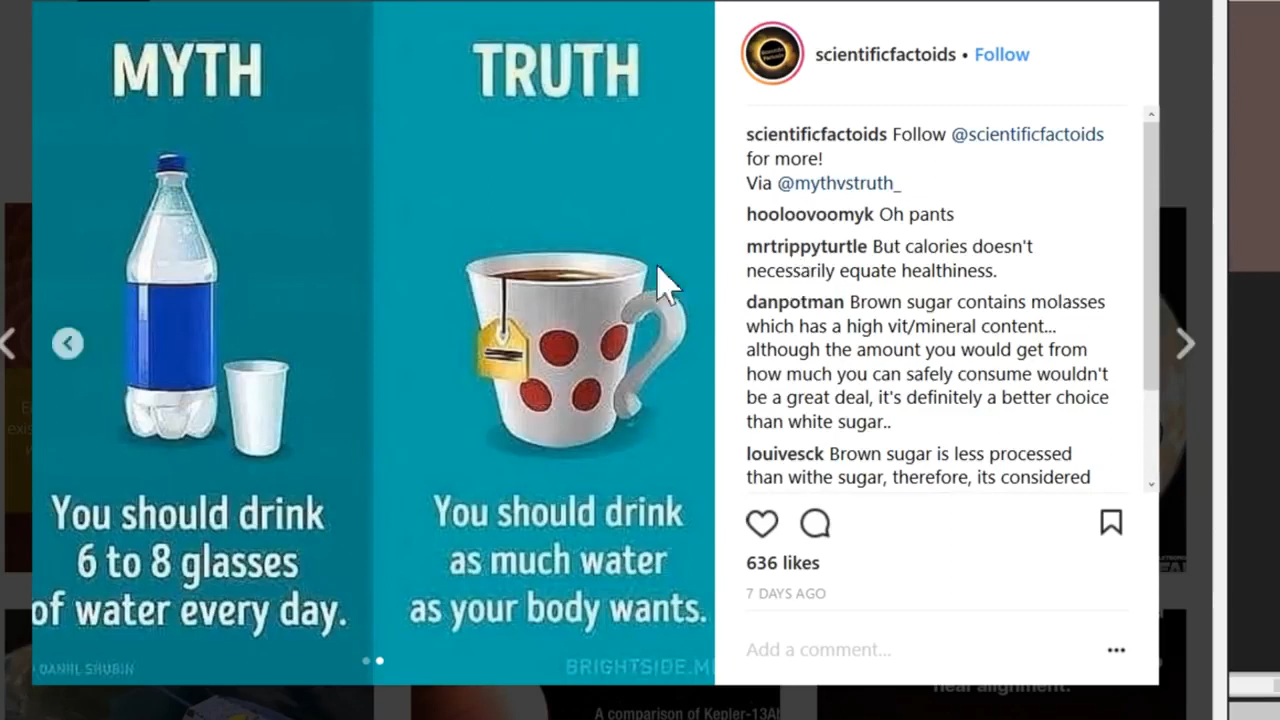 MYTH
You should drink
6 to 8 glasses
of water every day.
DANIIL SHUBIN
TRUTH
You should drink
as much water
as your body wants.
scientificfactoids • Follow
scientificfactoids Follow @scientificfactoids
for more!
Via @mythvstruth_
hooloovoomyk Oh pants
mrtrippyturtle But calories doesn't
necessarily equate healthiness.
danpotman Brown sugar contains molasses
which has a high vit/mineral content...
although the amount you would get from
how much you can safely consume wouldn't
be a great deal, it's definitely a better choice
than white sugar..
louivesck Brown sugar is less processed
than withe sugar, therefore, its considered
636 likes
7 DAYS AGO
Add a comment...
A comparison of Kepler-13A